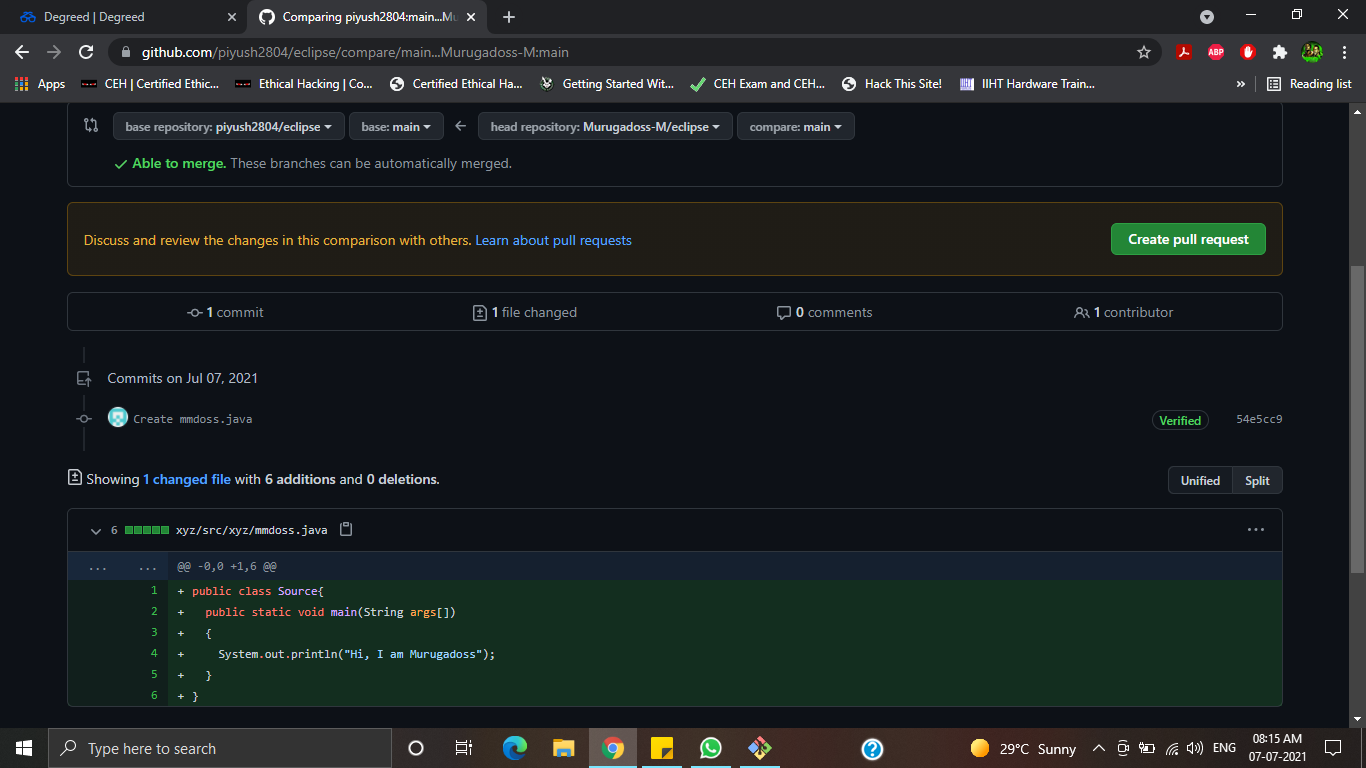 Degreed | Degreed
Comparing piyush2804:main...Mu
github.com/piyush2804/eclipse/compare/main...Murugadoss-M:main
ABP
Apps CEH | Certified Ethic... Ethical Hacking | Co... Certified Ethical Ha... Getting Started Wit... CEH Exam and CEH... Hack This Site! IIHT Hardware Train... » Reading list
base repository: piyush2804/eclipse base: main head repository: Murugadoss-M/eclipse compare: main
Able to merge. These branches can be automatically merged.
Discuss and review the changes in this comparison with others. Learn about pull requests
Create pull request
1 commit 1 file changed 0 comments 1 contributor
Commits on Jul 07, 2021
Create mmdoss.java Verified 54e5cc9
Showing 1 changed file with 6 additions and 0 deletions.
Unified Split
6 xyz/src/xyz/mmdoss.java ...
... ... @@ -0,0 +1,6 @@
1 + public class Source{
2 + public static void main(String args[])
3 + {
4 + System.out.println("Hi, I am Murugadoss");
5 + }
6 + }
Type here to search
29°C Sunny
ENG
08:15 AM
07-07-2021